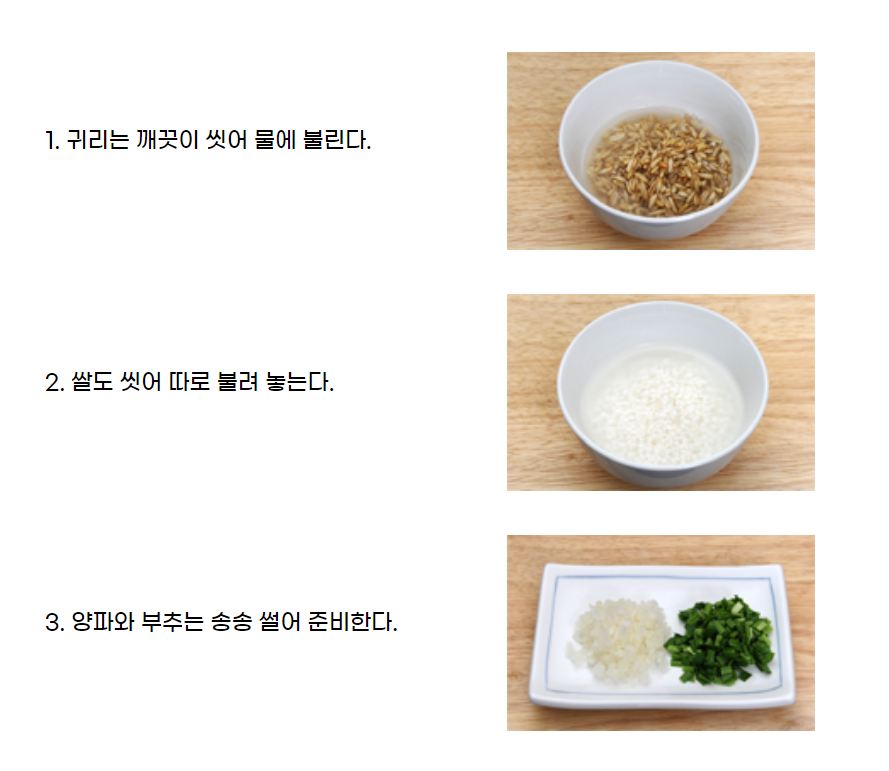 1. 귀리는 깨끗이 씻어 물에 불린다.
2. 쌀도 씻어 따로 불려 놓는다.
3. 양파와 부추는 송송 썰어 준비한다.